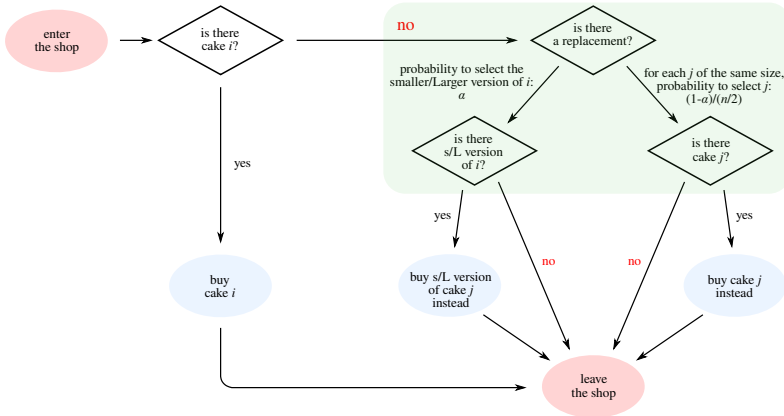 enter
the shop
is there
cake i?
no
is there
a replacement?
probability to select the
smaller/Larger version of i:
α
for each j of the same size,
probability to select j:
(1-α)/(n/2)
is there
s/L version
of i?
is there
cake j?
yes
yes
yes
no
no
buy
cake i
buy s/L version
of cake j
instead
buy cake j
instead
leave
the shop